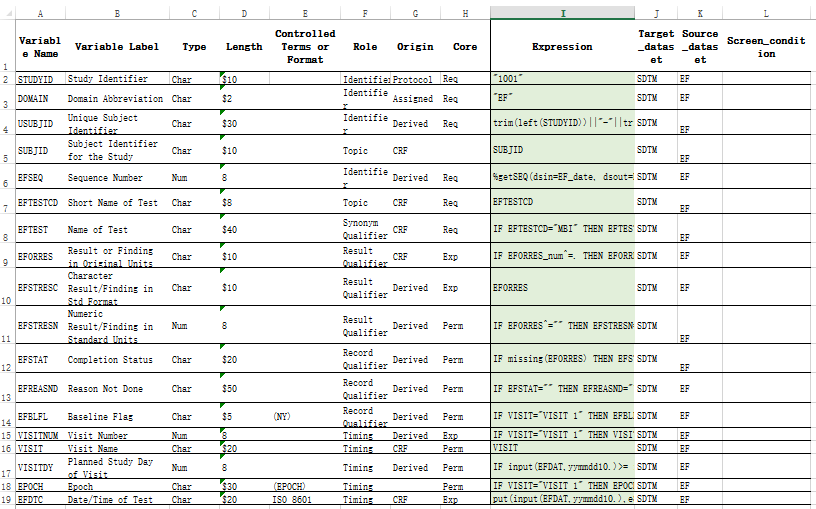 A B C D E F G H I J K L
1 Variable Name Variable Label Type Length Controlled Terms or Format Role Origin Core Expression Target_dataset Source_dataset Screen_condition
2 STUDYID Study Identifier Char $10 Identifie Protocol Req "1001" SDTM EF
3 DOMAIN Domain Abbreviation Char $2 Identifier Assigned Req "EF" SDTM EF
4 USUBJID Unique Subject Identifier Char $30 Identifier Derived Req trim(left(STUDYID))||"-"||tr SDTM EF
5 SUBJID Subject Identifier for the Study Char $10 Topic CRF SUBJID SDTM EF
6 EFSEQ Sequence Number Num 8 Identifier Derived Req %getSEQ(dsin=EF_date, dsout= SDTM EF
7 EFTESTCD Short Name of Test Char $8 Topic CRF Req EFTESTCD SDTM EF
8 EFTEST Name of Test Char $40 Synonym Qualifier CRF Req IF EFTESTCD="MBI" THEN EFTES SDTM EF
9 EFORRES Result or Finding in Original Units Char $10 Result Qualifier CRF Exp IF EFORRES_num^=. THEN EFORR SDTM EF
10 EFSTRESC Character Result/Finding in Std Format Char $10 Result Qualifier Derived Exp EFORRES SDTM EF
11 EFSTRESN Numeric Result/Finding in Standard Units Num 8 Result Qualifier Derived Perm IF EFORRES^="" THEN EFSTRESN SDTM EF
12 EFSTAT Completion Status Char $20 Record Qualifier Derived Perm IF missing(EFORRES) THEN EFS SDTM EF
13 EFREASND Reason Not Done Char $50 Record Qualifier Derived Perm IF EFSTAT="" THEN EFREASND=" SDTM EF
14 EFBLFL Baseline Flag Char $5 (NY) Record Qualifier Derived Perm IF VISIT="VISIT 1" THEN EFBL SDTM EF
15 VISITNUM Visit Number Num 8 Timing Derived Exp IF VISIT="VISIT 1" THEN VISI SDTM EF
16 VISIT Visit Name Char $20 Timing CRF Perm VISIT SDTM EF
17 VISITDY Planned Study Day of Visit Num 8 Timing Derived Perm IF input(EFDAT,yymmdd10.)>= SDTM EF
18 EPOCH Epoch Char $30 (EPOCH) Timing Perm IF VISIT="VISIT 1" THEN EPOC SDTM EF
19 EFDTC Date/Time of Test Char $20 ISO 8601 Timing CRF Exp put(input(EFDAT,yymmdd10.),e SDTM EF